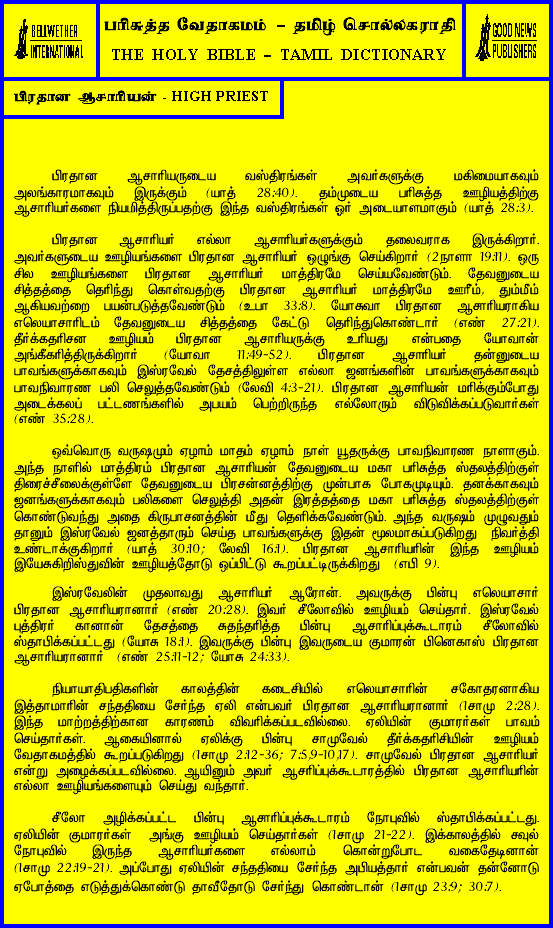 BELLWETHER
INTERNATIONAL
பரிசுத்த வேதாகமம் – தமிழ் சொல்லகராதி
THE HOLY BIBLE – TAMIL DICTIONARY
GOOD NEWS
PUBLISHERS
பிரதான ஆசாரியன் - HIGH PRIEST
பிரதான ஆசாரியருடைய வஸ்திரங்கள் அவர்களுக்கு மகிமையாகவும்
அலங்காரமாகவும் இருக்கும் (யாத் 28:40). தம்முடைய பரிசுத்த ஊழியத்திற்கு
ஆசாரியர்களை நியமித்திருப்பதற்கு இந்த வஸ்திரங்கள் ஓர் அடையாளமாகும் (யாத் 28:3).
பிரதான ஆசாரியர் எல்லா ஆசாரியர்களுக்கும் தலைவராக இருக்கிறார்.
அவர்களுடைய ஊழியங்களை பிரதான ஆசாரியர் ஒழுங்கு செய்கிறார் (2நாளா 19:11). ஒரு
சில ஊழியங்களை பிரதான ஆசாரியர் மாத்திரமே செய்யவேண்டும். தேவனுடைய
சித்தத்தை தெரிந்து கொள்வதற்கு பிரதான ஆசாரியர் மாத்திரமே ஊரீம், தும்மீம்
ஆகியவற்றை பயன்படுத்தவேண்டும் (உபா 33:8). யோசுவா பிரதான ஆசாரியராகிய
எலெயாசாரிடம் தேவனுடைய சித்தத்தை கேட்டு தெரிந்துகொண்டார் (எண் 27:21).
தீர்க்கதரிசன ஊழியம் பிரதான ஆசாரியருக்கு உரியது என்பதை யோவான்
அங்கீகரித்திருக்கிறார் (யோவா 11:49-52). பிரதான ஆசாரியர் தன்னுடைய
பாவங்களுக்காகவும் இஸ்ரவேல் தேசத்திலுள்ள எல்லா ஜனங்களின் பாவங்களுக்காகவும்
பாவநிவாரண பலி செலுத்தவேண்டும் (லேவி 4:3-21). பிரதான ஆசாரியன் மரிக்கும்போது
அடைக்கலப் பட்டணங்களில் அபயம் பெற்றிருந்த எல்லோரும் விடுவிக்கப்படுவார்கள்
(எண் 35:28).
ஒவ்வொரு வருஷமும் ஏழாம் மாதம் ஏழாம் நாள் யூதருக்கு பாவநிவாரண நாளாகும்.
அந்த நாளில் மாத்திரம் பிரதான ஆசாரியன் தேவனுடைய மகா பரிசுத்த ஸ்தலத்திற்குள்
திரைச்சீலைக்குள்ளே தேவனுடைய பிரசன்னத்திற்கு முன்பாக போகமுடியும். தனக்காகவும்
ஜனங்களுக்காகவும் பலிகளை செலுத்தி அதன் இரத்தத்தை மகா பரிசுத்த ஸ்தலத்திற்குள்
கொண்டுவந்து அதை கிருபாசனத்தின் மீது தெளிக்கவேண்டும். அந்த வருஷம் முழுவதும்
தானும் இஸ்ரவேல் ஜனத்தாரும் செய்த பாவங்களுக்கு இதன் மூலமாகப்படுகிறது நிவர்த்தி
உண்டாக்குகிறார் (யாத் 30:10; லேவி 16:1). பிரதான ஆசாரியரின் இந்த ஊழியம்
இயேசுகிறிஸ்துவின் ஊழியத்தோடு ஒப்பிட்டு கூறப்பட்டிருக்கிறது (எபி 9).
இஸ்ரவேலின் முதலாவது ஆசாரியர் ஆரோன். அவருக்கு பின்பு எலெயாசார்
பிரதான ஆசாரியரானார் (எண் 20:28). இவர் சீலோவில் ஊழியம் செய்தார். இஸ்ரவேல்
புத்திரர் கானான் தேசத்தை சுதந்தரித்த பின்பு ஆசரிப்புக்கூடாரம் சீலோவில்
ஸ்தாபிக்கப்பட்டது (யோசு 18:1). இவருக்கு பின்பு இவருடைய குமாரன் பினெகாஸ் பிரதான
ஆசாரியரானார் (எண் 25:11-12; யோசு 24:33).
நியாயாதிபதிகளின் காலத்தின் கடைசியில் எலெயாசாரின் சகோதரனாகிய
இத்தாமாரின் சந்ததியை சேர்ந்த ஏலி என்பவர் பிரதான ஆசாரியரானார் (1சாமு 2:28).
இந்த மாற்றத்திற்கான காரணம் விவரிக்கப்படவில்லை. ஏலியின் குமாரர்கள் பாவம்
செய்தார்கள். ஆகையினால் ஏலிக்கு பின்பு சாமுவேல் தீர்க்கதரிசியின் ஊழியம்
வேதாகமத்தில் கூறப்படுகிறது (1சாமு 2:12-36; 7:5,9-10,17). சாமுவேல் பிரதான ஆசாரியர்
என்று அழைக்கப்படவில்லை. ஆயினும் அவர் ஆசரிப்புக்கூடாரத்தில் பிரதான ஆசாரியரின்
எல்லா ஊழியங்களையும் செய்து வந்தார்.
சீலோ அழிக்கப்பட்ட பின்பு ஆசரிப்புக்கூடாரம் நோபுவில் ஸ்தாபிக்கப்பட்டது.
ஏலியின் குமாரர்கள் அங்கு ஊழியம் செய்தார்கள் (1சாமு 21-22). இக்காலத்தில் சவுல்
நோபுவில் இருந்த ஆசாரியர்களை எல்லாம் கொன்றுபோட வகைதேடினான்
(1சாமு 22:19-21). அப்போது ஏலியின் சந்ததியை சேர்ந்த அபியத்தார் என்பவன் தன்னோடு
ஏபோத்தை எடுத்துக்கொண்டு தாவீதோடு சேர்ந்து கொண்டான் (1சாமு 23:9; 30:7).